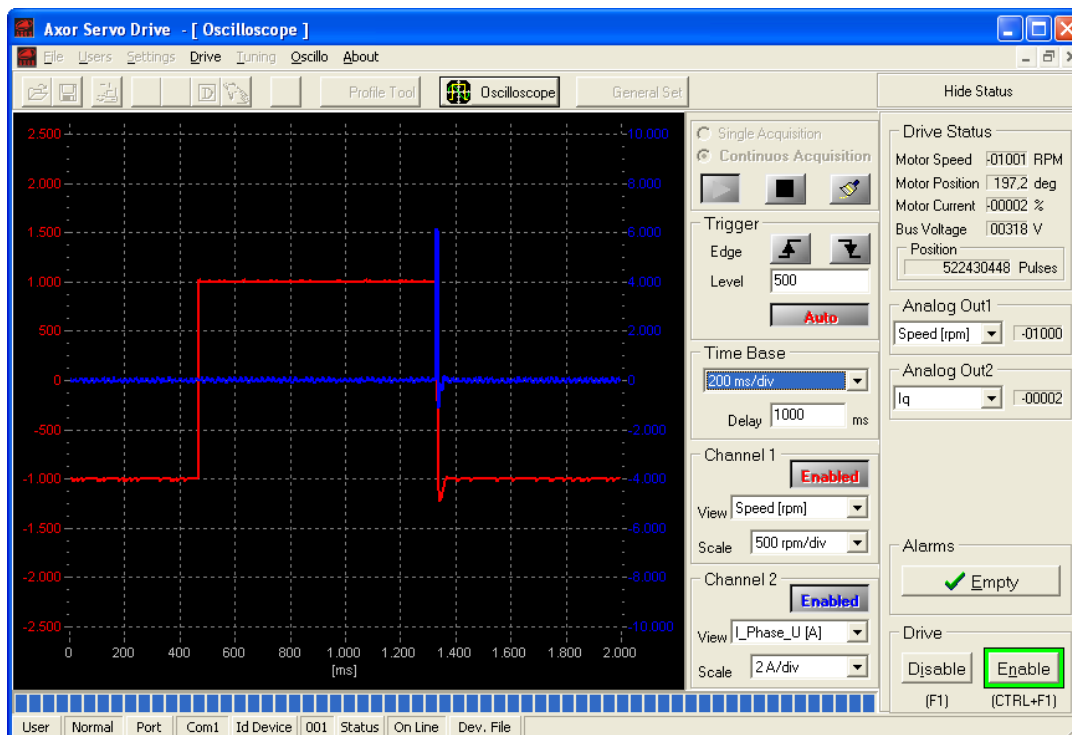 Axor Servo Drive - [ Oscilloscope ]
File Users Settings Drive Tuning Oscillo About
Profile Tool Oscilloscope General Set Hide Status
2.500
2.000
1.500
1.000
500
0
-500
-1.000
-1.500
-2.000
-2.500
10.000
8.000
6.000
4.000
2.000
0
-2.000
-4.000
-6.000
-8.000
-10.000
0 200 400 600 800 1.000 1.200 1.400 1.600 1.800 2.000
[ms]
Single Acquisition
Continuos Acquisition
Trigger
Edge
Level 500
Auto
Time Base
200 ms/div
Delay 1000 ms
Channel 1
Enabled
View Speed [rpm]
Scale 500 rpm/div
Channel 2
Enabled
View I_Phase_U [A]
Scale 2 A/div
Drive Status
Motor Speed -01001 RPM
Motor Position 197,2 deg
Motor Current -00002 %
Bus Voltage 00318 V
Position
522430448 Pulses
Analog Out1
Speed [rpm] -01000
Analog Out2
Iq -00002
Alarms
Empty
Drive
Disable Enable
(F1) (CTRL+F1)
User Normal Port Com1 Id Device 001 Status On Line Dev. File